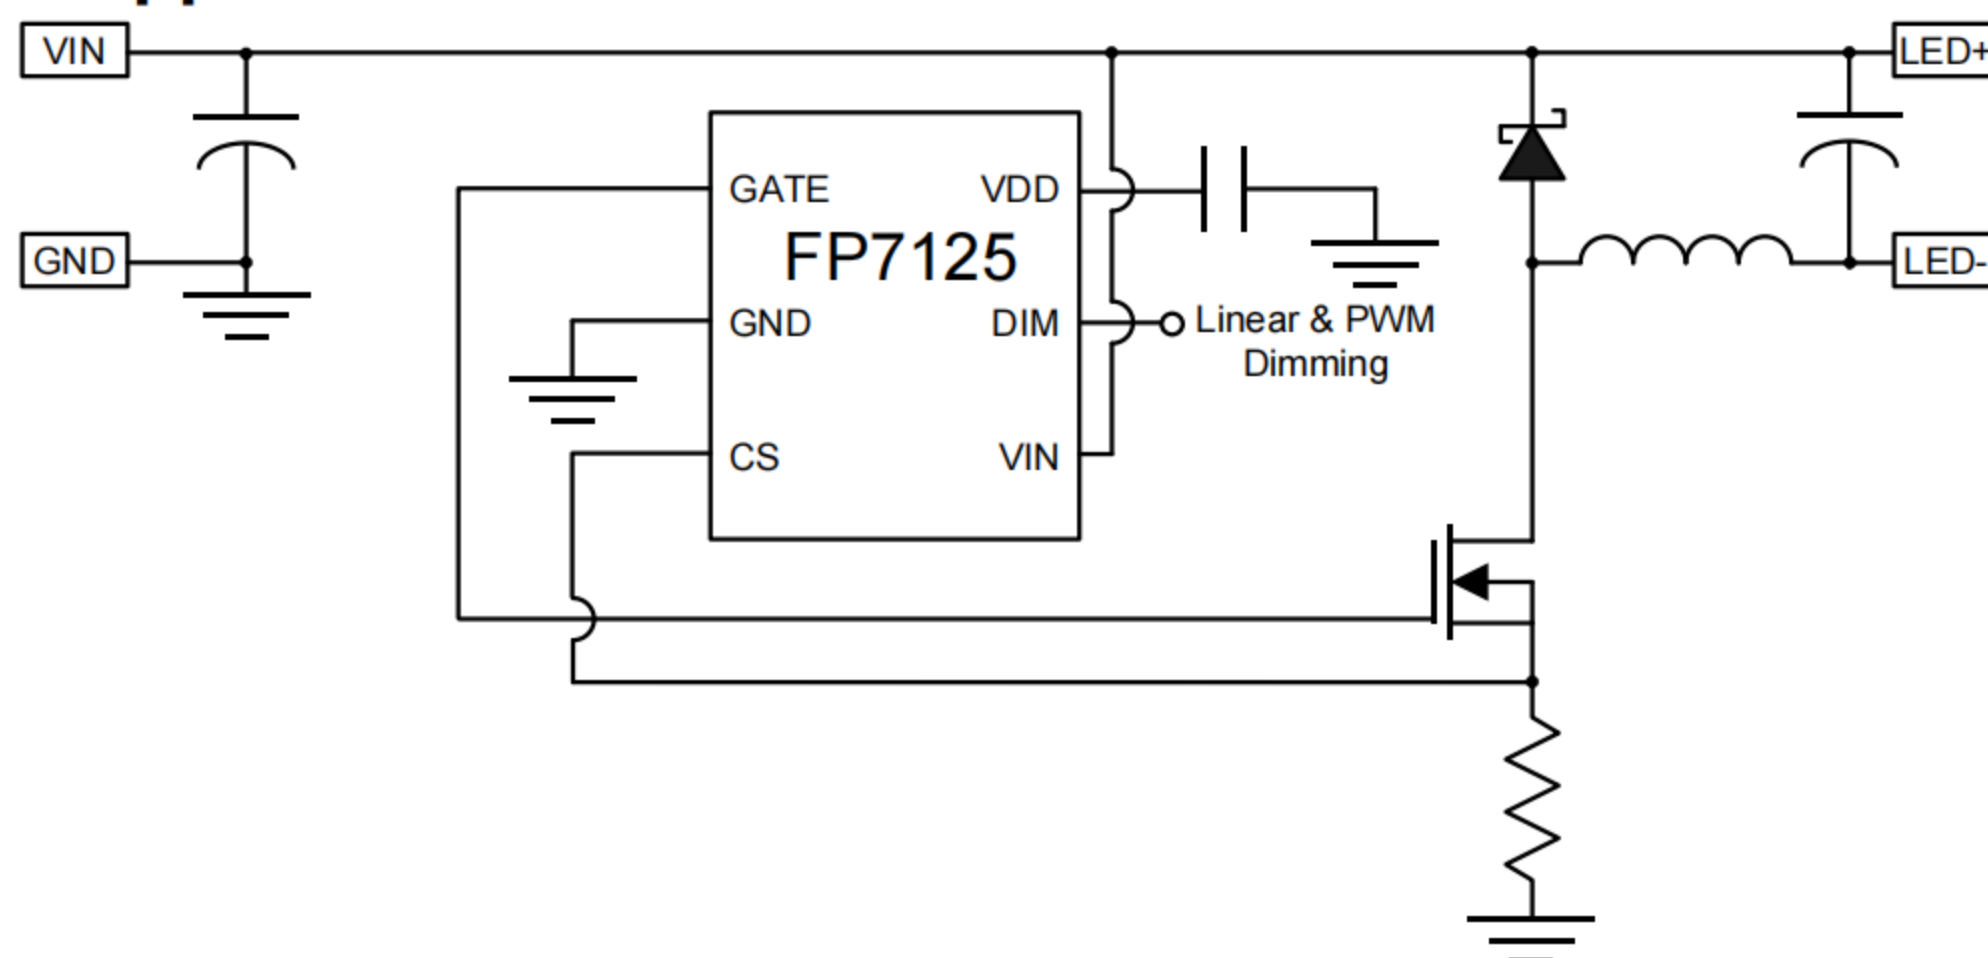 VIN
LED+
GATE
VDD
FP7125
GND
LED-
GND
DIM
Linear & PWM
Dimming
CS
VIN